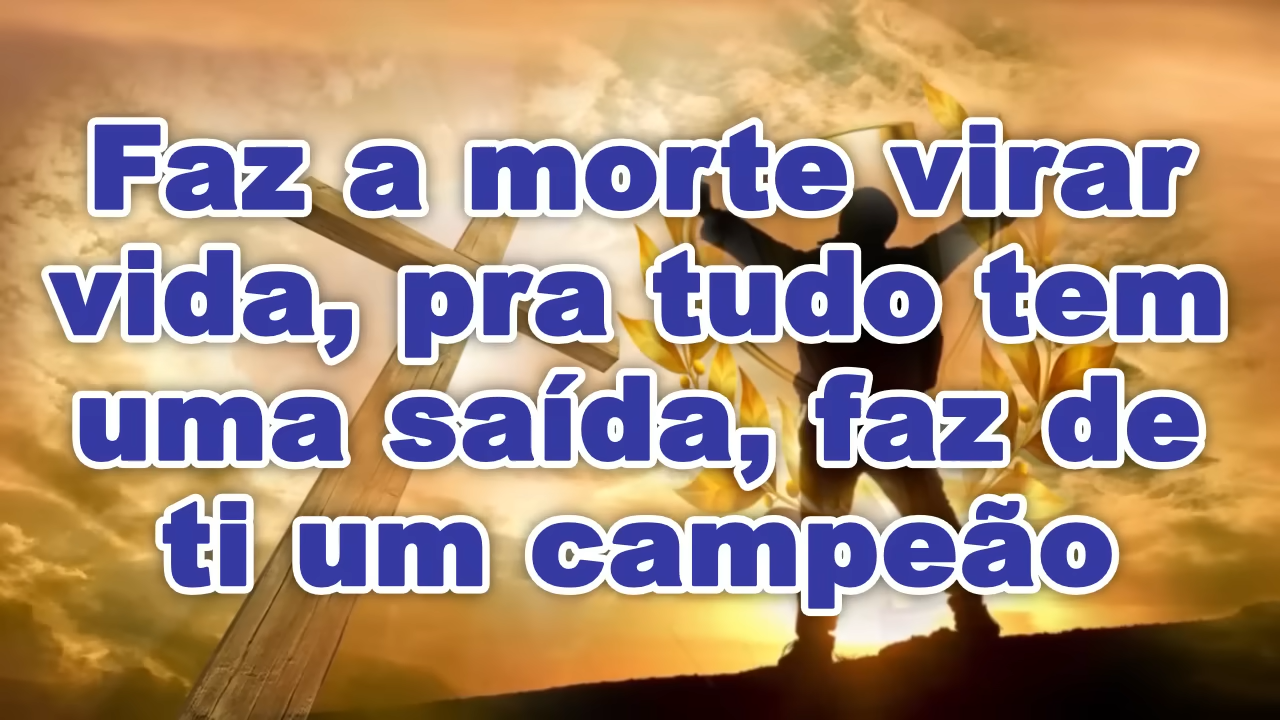 Faz a morte virar
vida, pra tudo tem
uma saída, faz de
ti um campeão